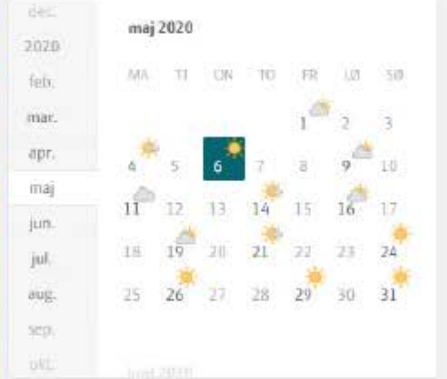 dec.
2020
feb.
mar.
apr.
maj
jun.
jul.
aug.
sep.
okt.
maj 2020
MA TI ON TO FR LØ SØ
1 2 3
4 5 6 7 8 9 10
11 12 13 14 15 16 17
18 19 20 21 22 23 24
25 26 27 28 29 30 31
juni 2020